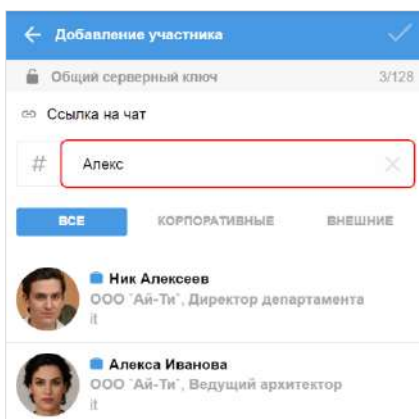 Добавление участника
Общий серверный ключ 3/128
Ссылка на чат
# Алекс
ВСЕ КОРПОРАТИВНЫЕ ВНЕШНИЕ
Ник Алексеев
ООО `Ай-Ти`, Директор департамента
it
Алекса Иванова
ООО `Ай-Ти`, Ведущий архитектор
it